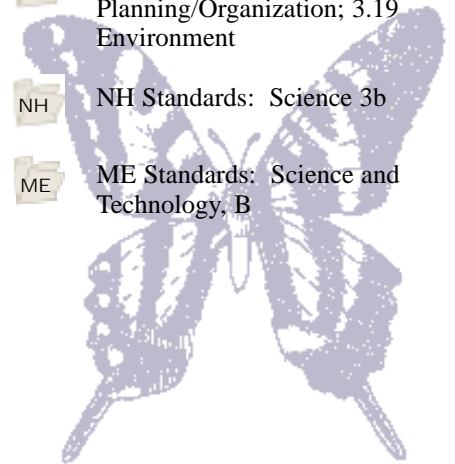 Planning/Organization; 3.19
Environment
NH
NH Standards: Science 3b
ME
ME Standards: Science and
Technology, B